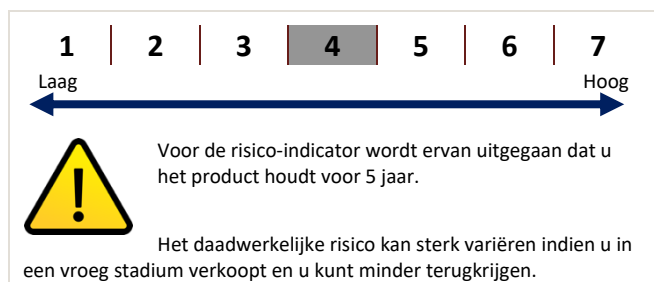 1 2 3 4 5 6 7
Laag Hoog
Voor de risico-indicator wordt ervan uitgegaan dat u
het product houdt voor 5 jaar.
Het daadwerkelijke risico kan sterk variëren indien u in
een vroeg stadium verkoopt en u kunt minder terugkrijgen.